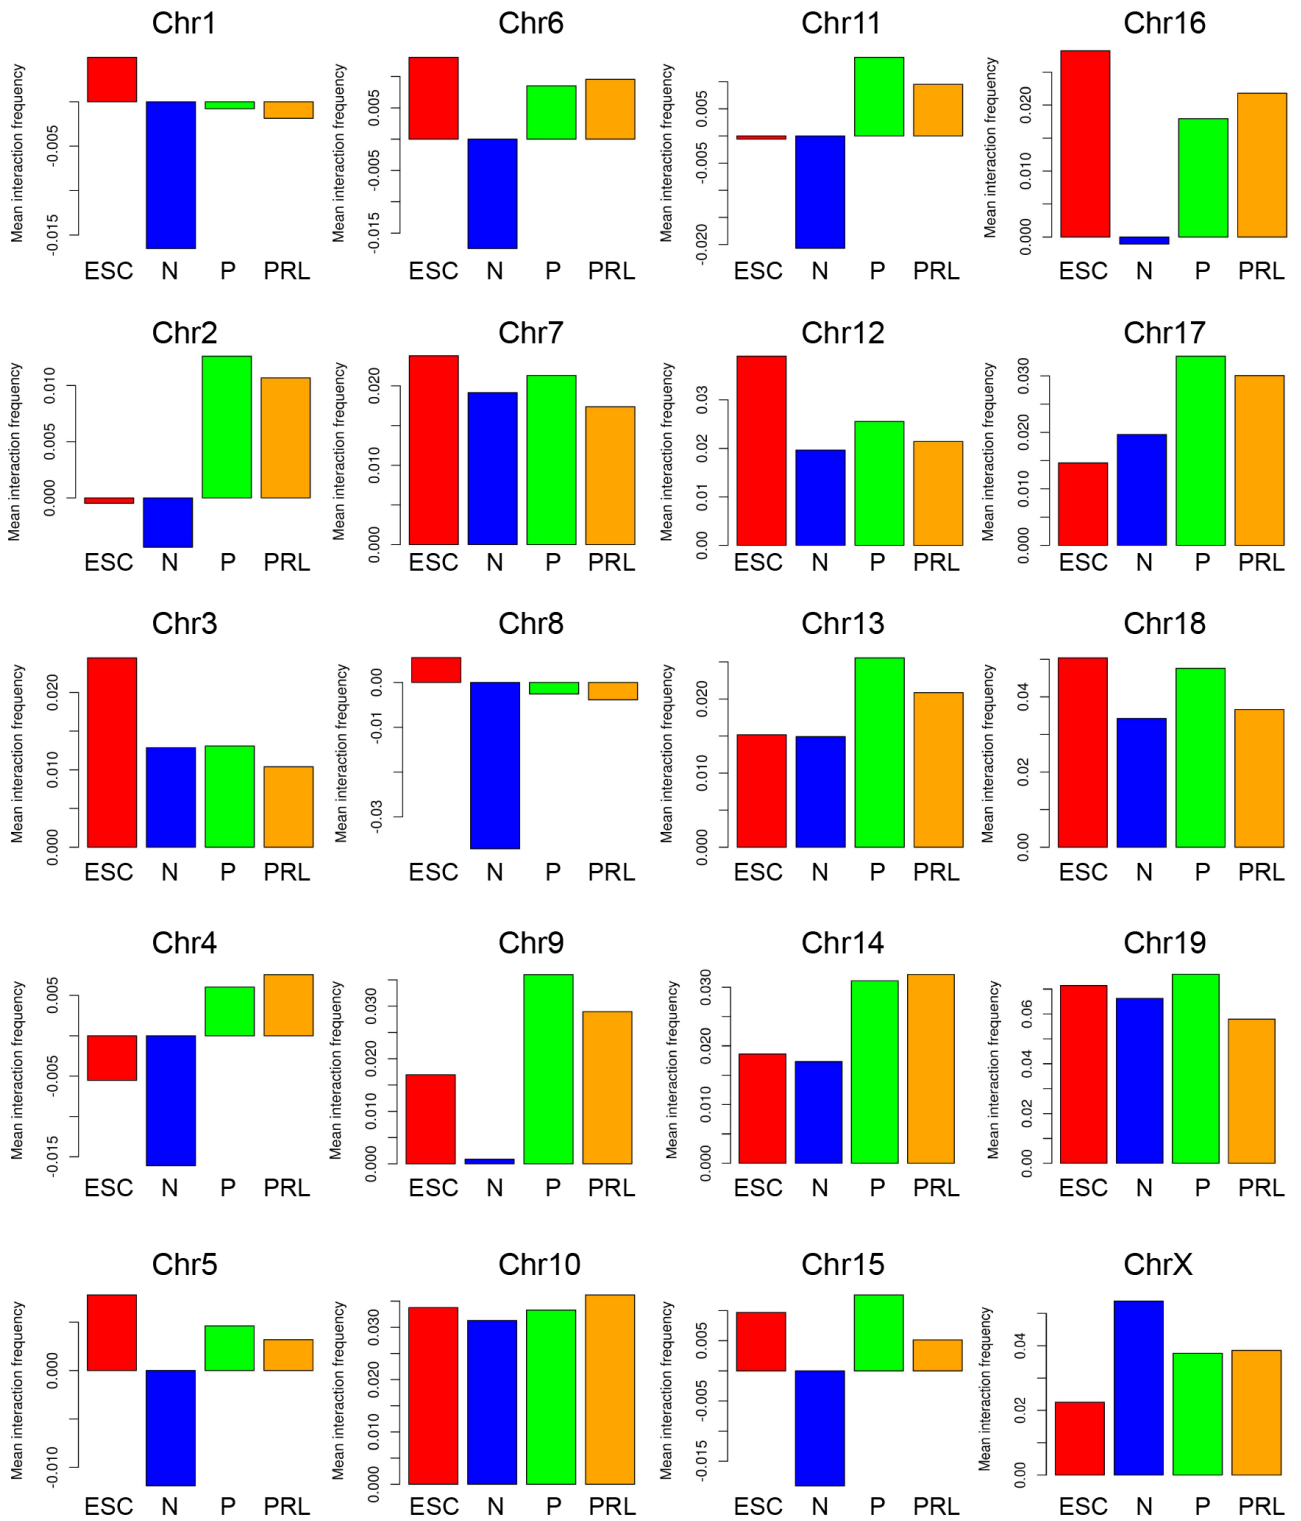 Chr1
Mean interaction frequency
-0.005
-0.015
ESC N P PRL
Chr6
Mean interaction frequency
0.005
-0.005
-0.015
ESC N P PRL
Chr11
Mean interaction frequency
0.005
-0.005
-0.020
ESC N P PRL
Chr16
Mean interaction frequency
0.020
0.010
0.000
ESC N P PRL
Chr2
Mean interaction frequency
0.010
0.005
0.000
ESC N P PRL
Chr7
Mean interaction frequency
0.020
0.010
0.000
ESC N P PRL
Chr12
Mean interaction frequency
0.03
0.02
0.01
0.00
ESC N P PRL
Chr17
Mean interaction frequency
0.030
0.020
0.010
0.000
ESC N P PRL
Chr3
Mean interaction frequency
0.020
0.010
0.000
ESC N P PRL
Chr8
Mean interaction frequency
0.00
-0.01
-0.03
ESC N P PRL
Chr13
Mean interaction frequency
0.020
0.010
0.000
ESC N P PRL
Chr18
Mean interaction frequency
0.04
0.02
0.00
ESC N P PRL
Chr4
Mean interaction frequency
0.005
-0.005
-0.015
ESC N P PRL
Chr9
Mean interaction frequency
0.030
0.020
0.010
0.000
ESC N P PRL
Chr14
Mean interaction frequency
0.030
0.020
0.010
0.000
ESC N P PRL
Chr19
Mean interaction frequency
0.06
0.04
0.02
0.00
ESC N P PRL
Chr5
Mean interaction frequency
0.000
-0.010
ESC N P PRL
Chr10
Mean interaction frequency
0.030
0.020
0.010
0.000
ESC N P PRL
Chr15
Mean interaction frequency
0.005
-0.005
-0.015
ESC N P PRL
ChrX
Mean interaction frequency
0.04
0.02
0.00
ESC N P PRL